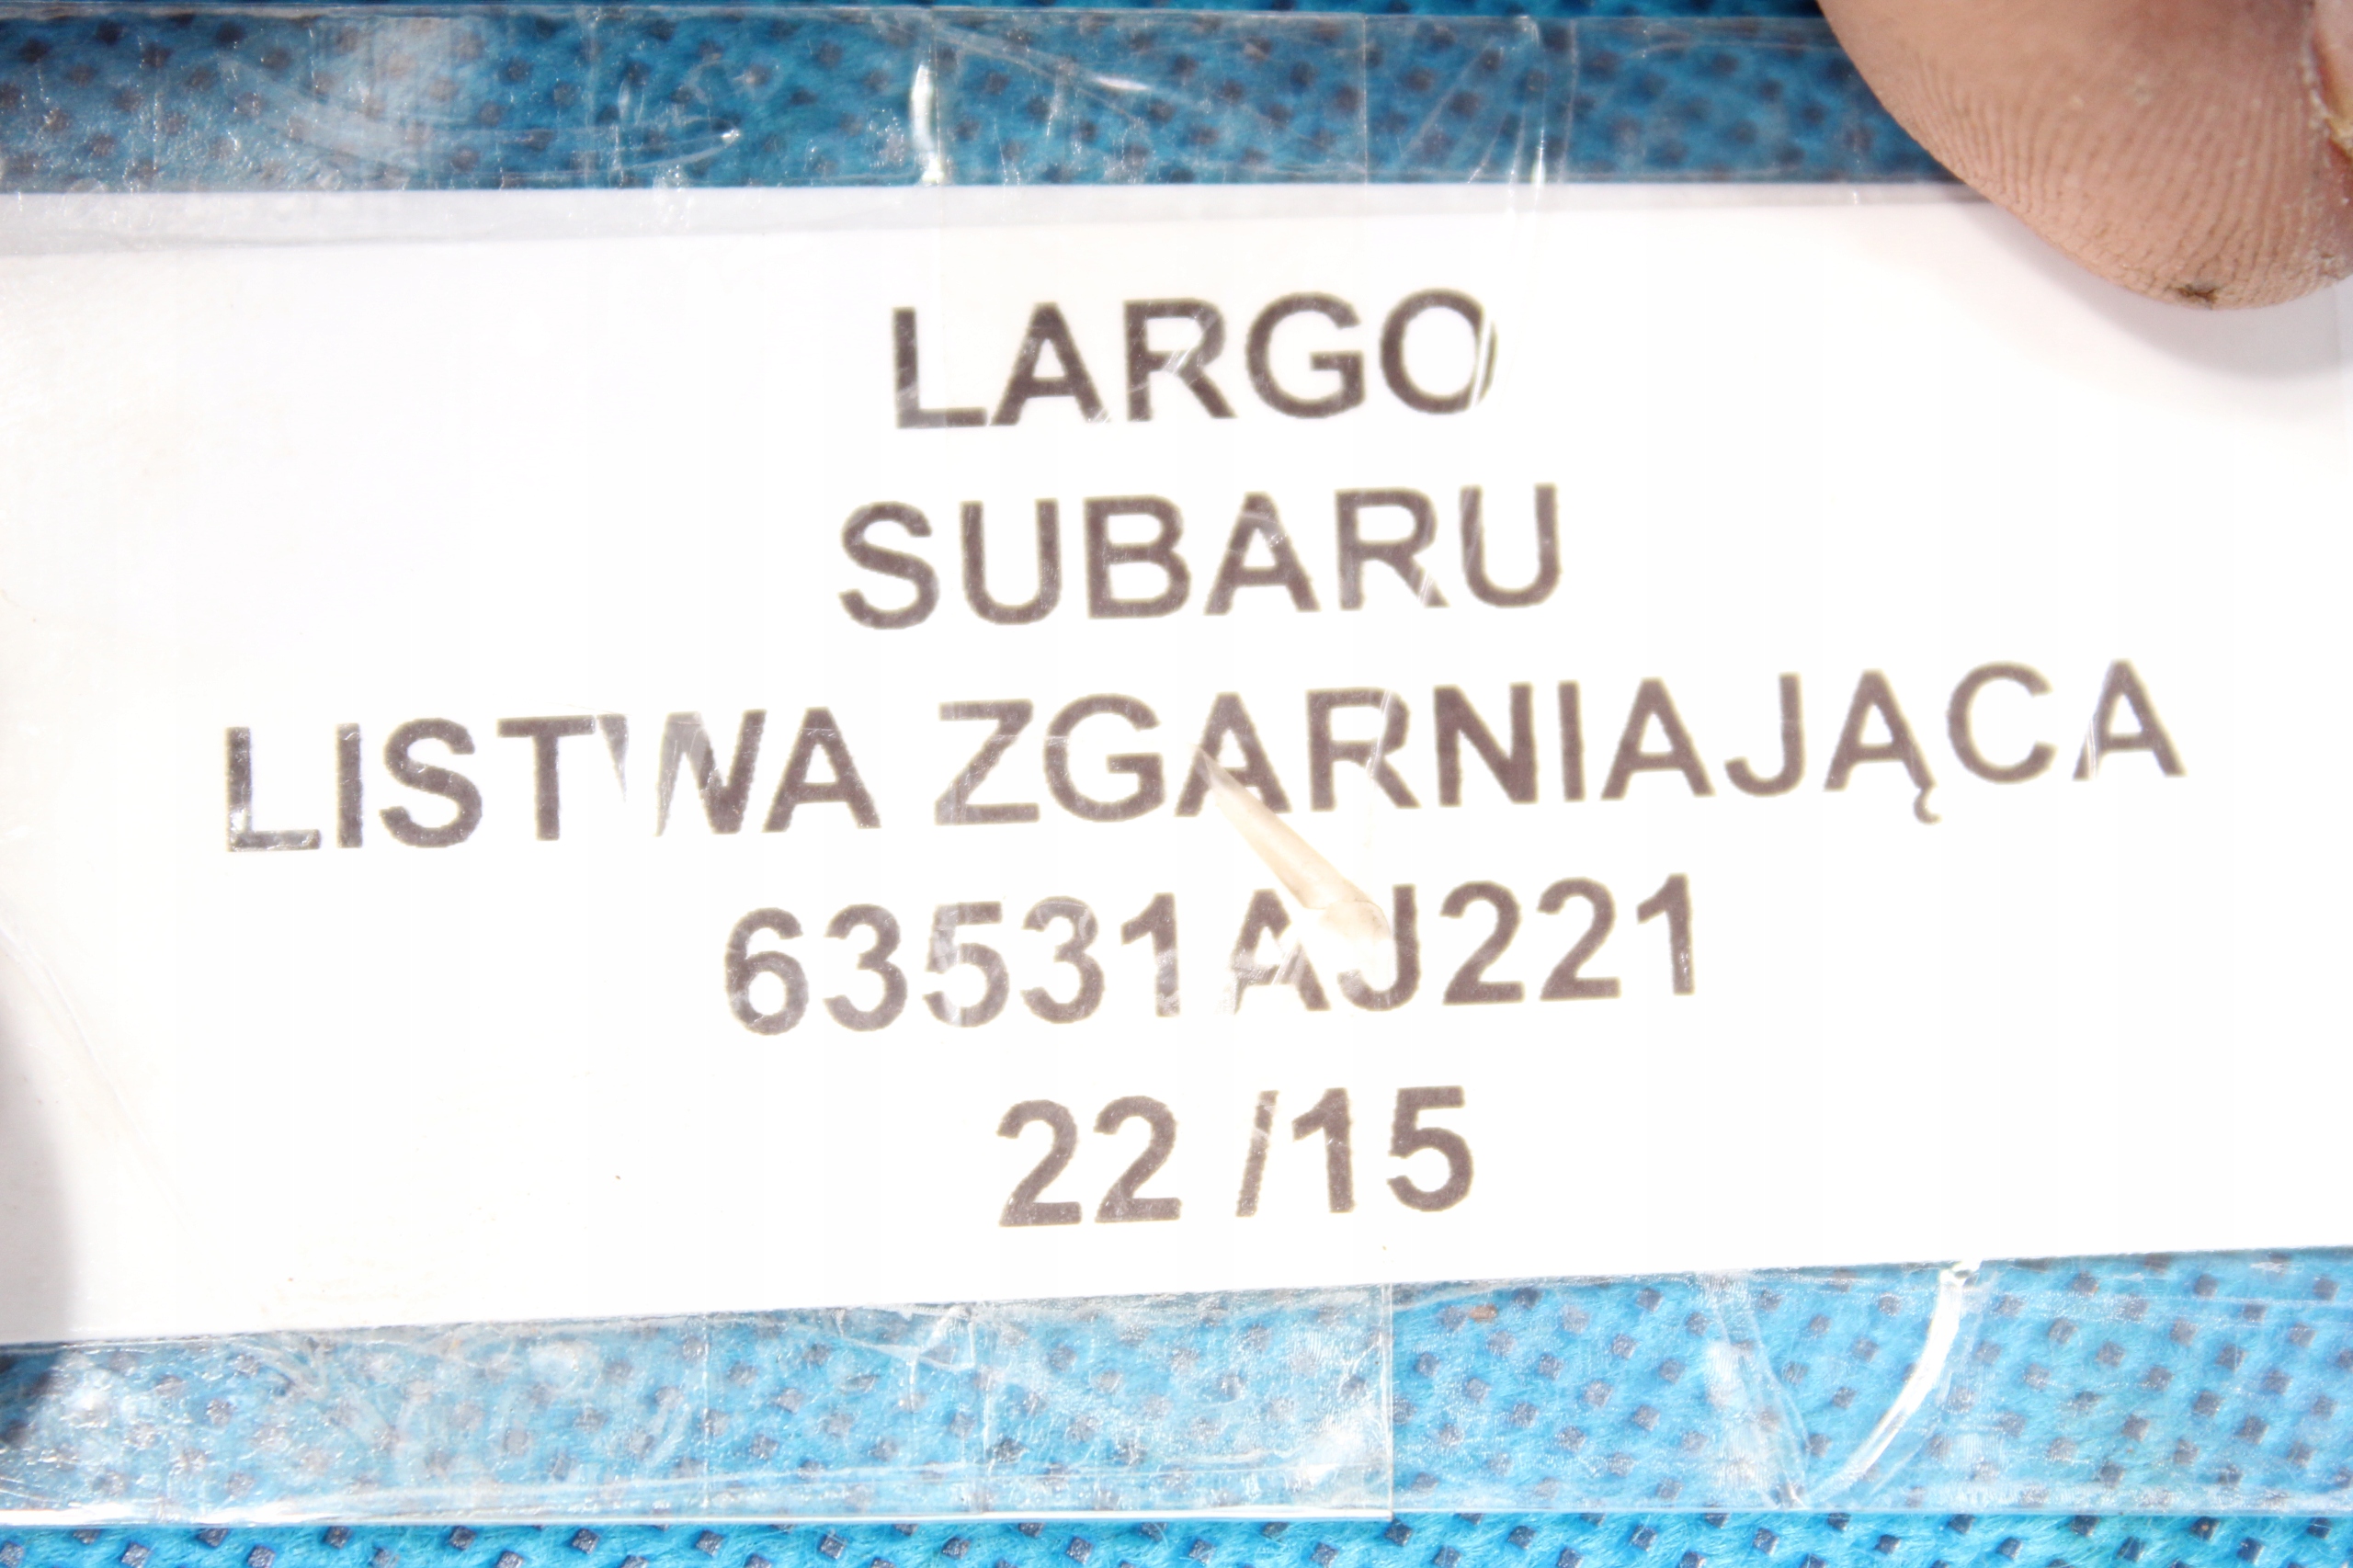 LARGO
SUBARU
LISTWA ZGARNIAJĄCA
63531AJ221
22 /15